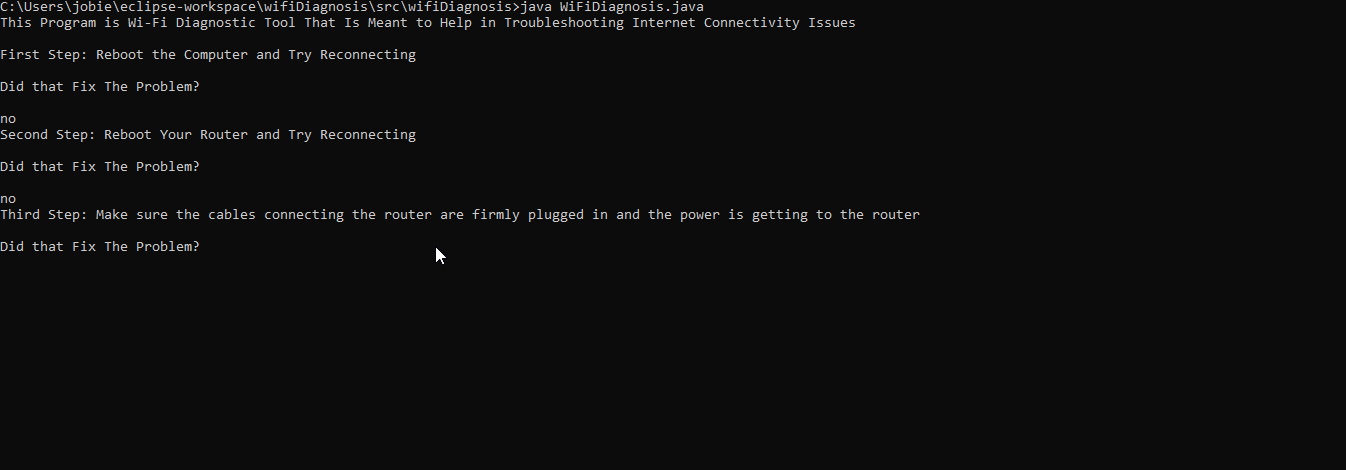 C:\Users\jobie\eclipse-workspace\wifiDiagnosis\src\wifiDiagnosis>java WiFiDiagnosis.java
This Program is Wi-Fi Diagnostic Tool That Is Meant to Help in Troubleshooting Internet Connectivity Issues
First Step: Reboot the Computer and Try Reconnecting
Did that Fix The Problem?
no
Second Step: Reboot Your Router and Try Reconnecting
Did that Fix The Problem?
no
Third Step: Make sure the cables connecting the router are firmly plugged in and the power is getting to the router
Did that Fix The Problem?